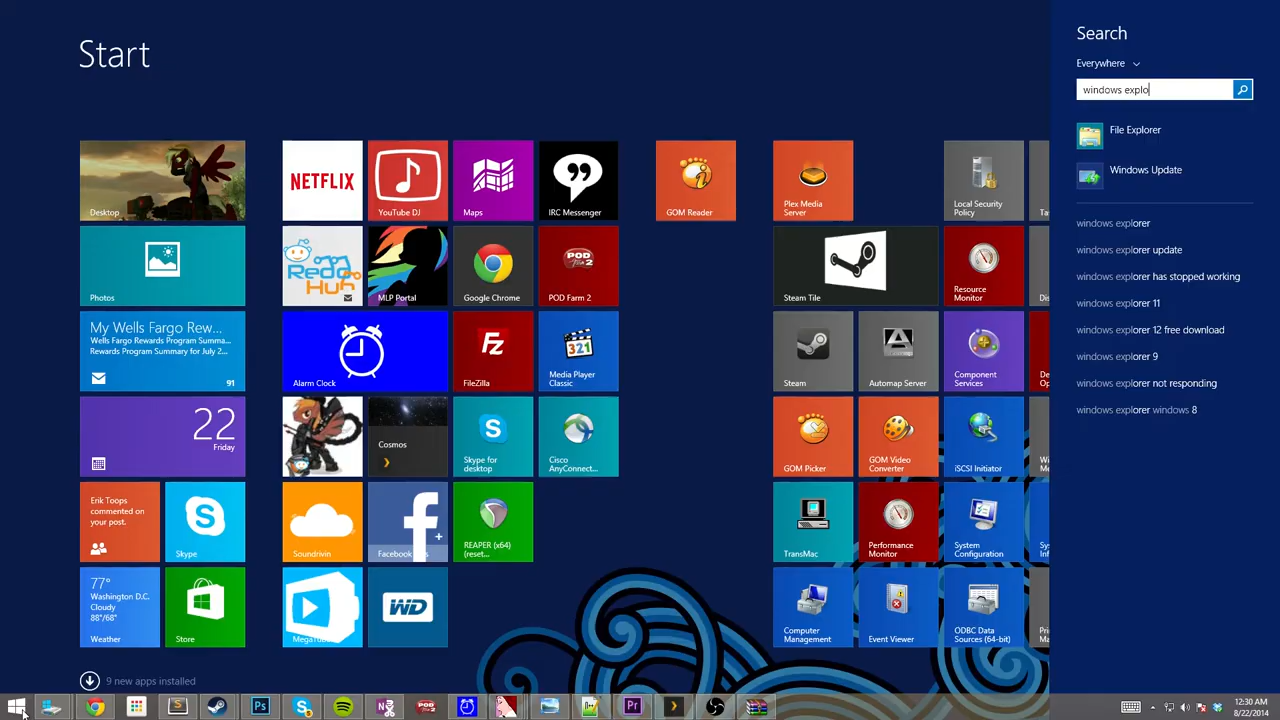 Start
Search
Everywhere
windows explo
File Explorer
Windows Update
windows explorer
windows explorer update
windows explorer has stopped working
windows explorer 11
windows explorer 12 free download
windows explorer 9
windows explorer not responding
windows explorer windows 8
Desktop
Photos
My Wells Fargo Rew...
Wells Fargo Rewards Program Summa...
Rewards Program Summary for July 2...
91
22
Friday
Erik Toops
commented on
your post.
Skype
77°
Washington D.C.
Cloudy
88°/68°
Weather
Store
NETFLIX
YouTube DJ
Maps
IRC Messenger
Redd
Hub
MLP Portal
Google Chrome
POD Farm 2
Alarm Clock
FileZilla
321
Media Player
Classic
Cosmos
Skype for
desktop
Cisco
AnyConnect...
Soundrivin
Facebook
REAPER (x64)
(reset...
WD
GOM Reader
Plex Media
Server
Local Security
Policy
Steam Tile
Resource
Monitor
Steam
Automap Server
Component
Services
GOM Picker
GOM Video
Converter
iSCSI Initiator
TransMac
Performance
Monitor
System
Configuration
Computer
Management
Event Viewer
ODBC Data
Sources (64-bit)
9 new apps installed
12:30 AM
8/22/2014